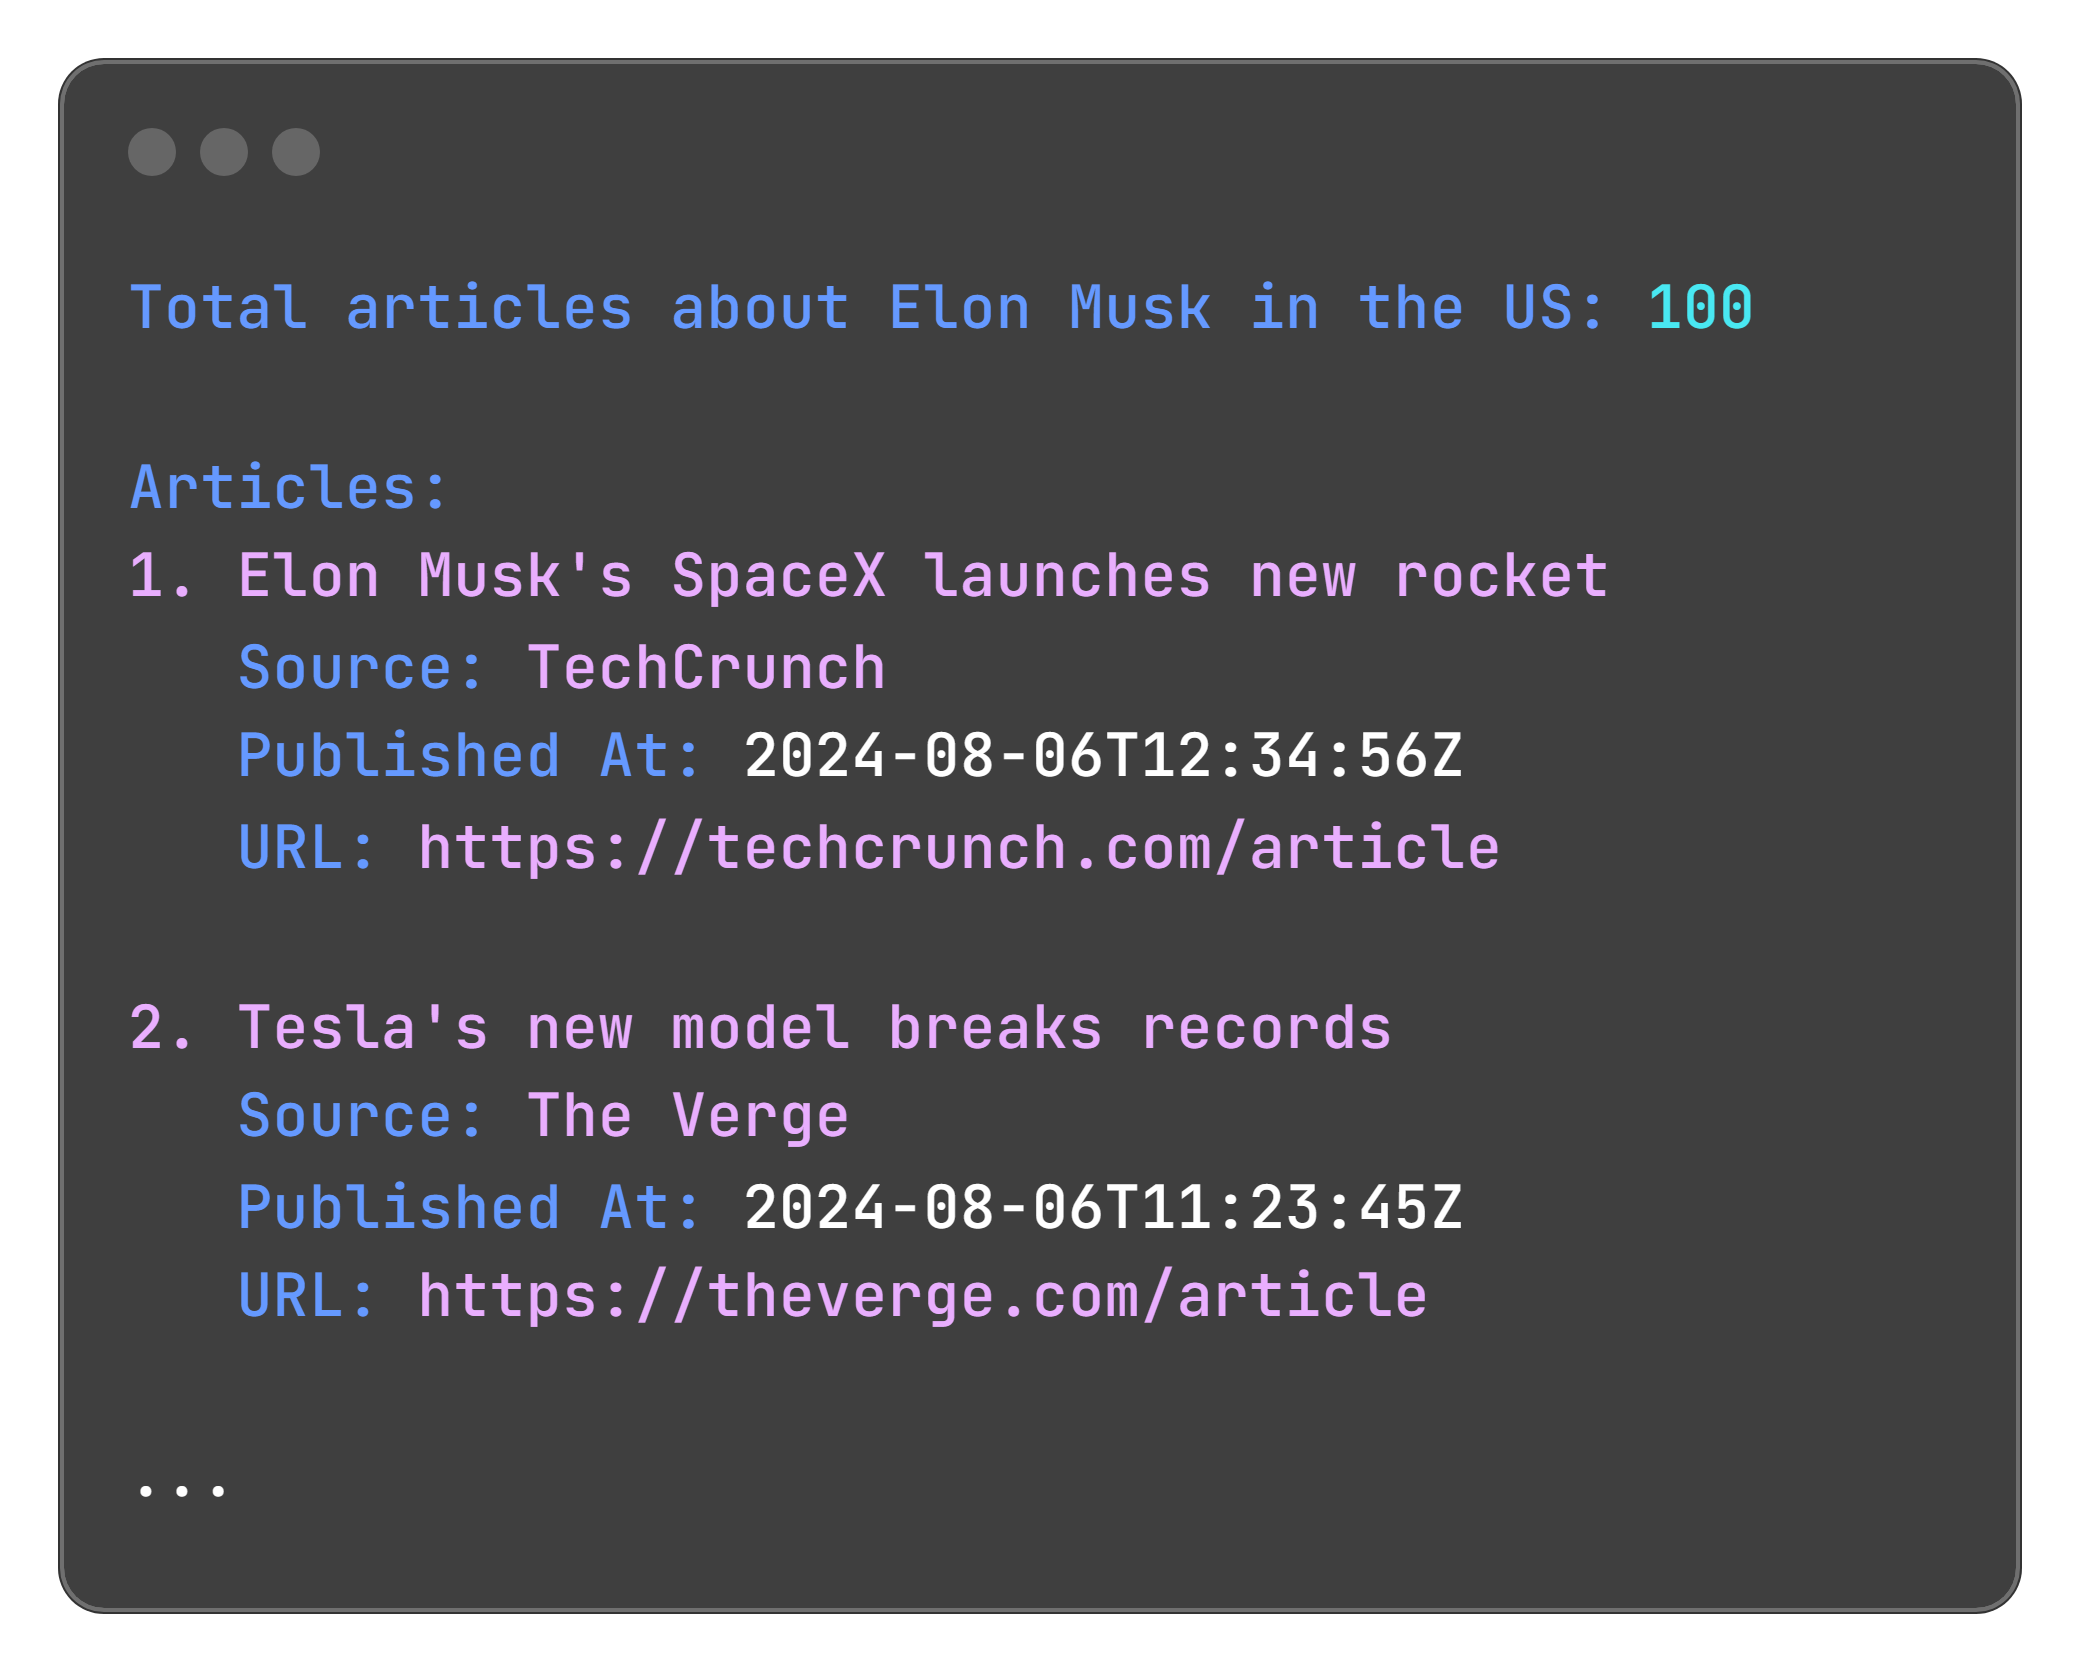 Total articles about Elon Musk in the US: 100
Articles:
1. Elon Musk's SpaceX launches new rocket
Source: TechCrunch
Published At: 2024-08-06T12:34:56Z
URL: https://techcrunch.com/article
2. Tesla's new model breaks records
Source: The Verge
Published At: 2024-08-06T11:23:45Z
URL: https://theverge.com/article
...